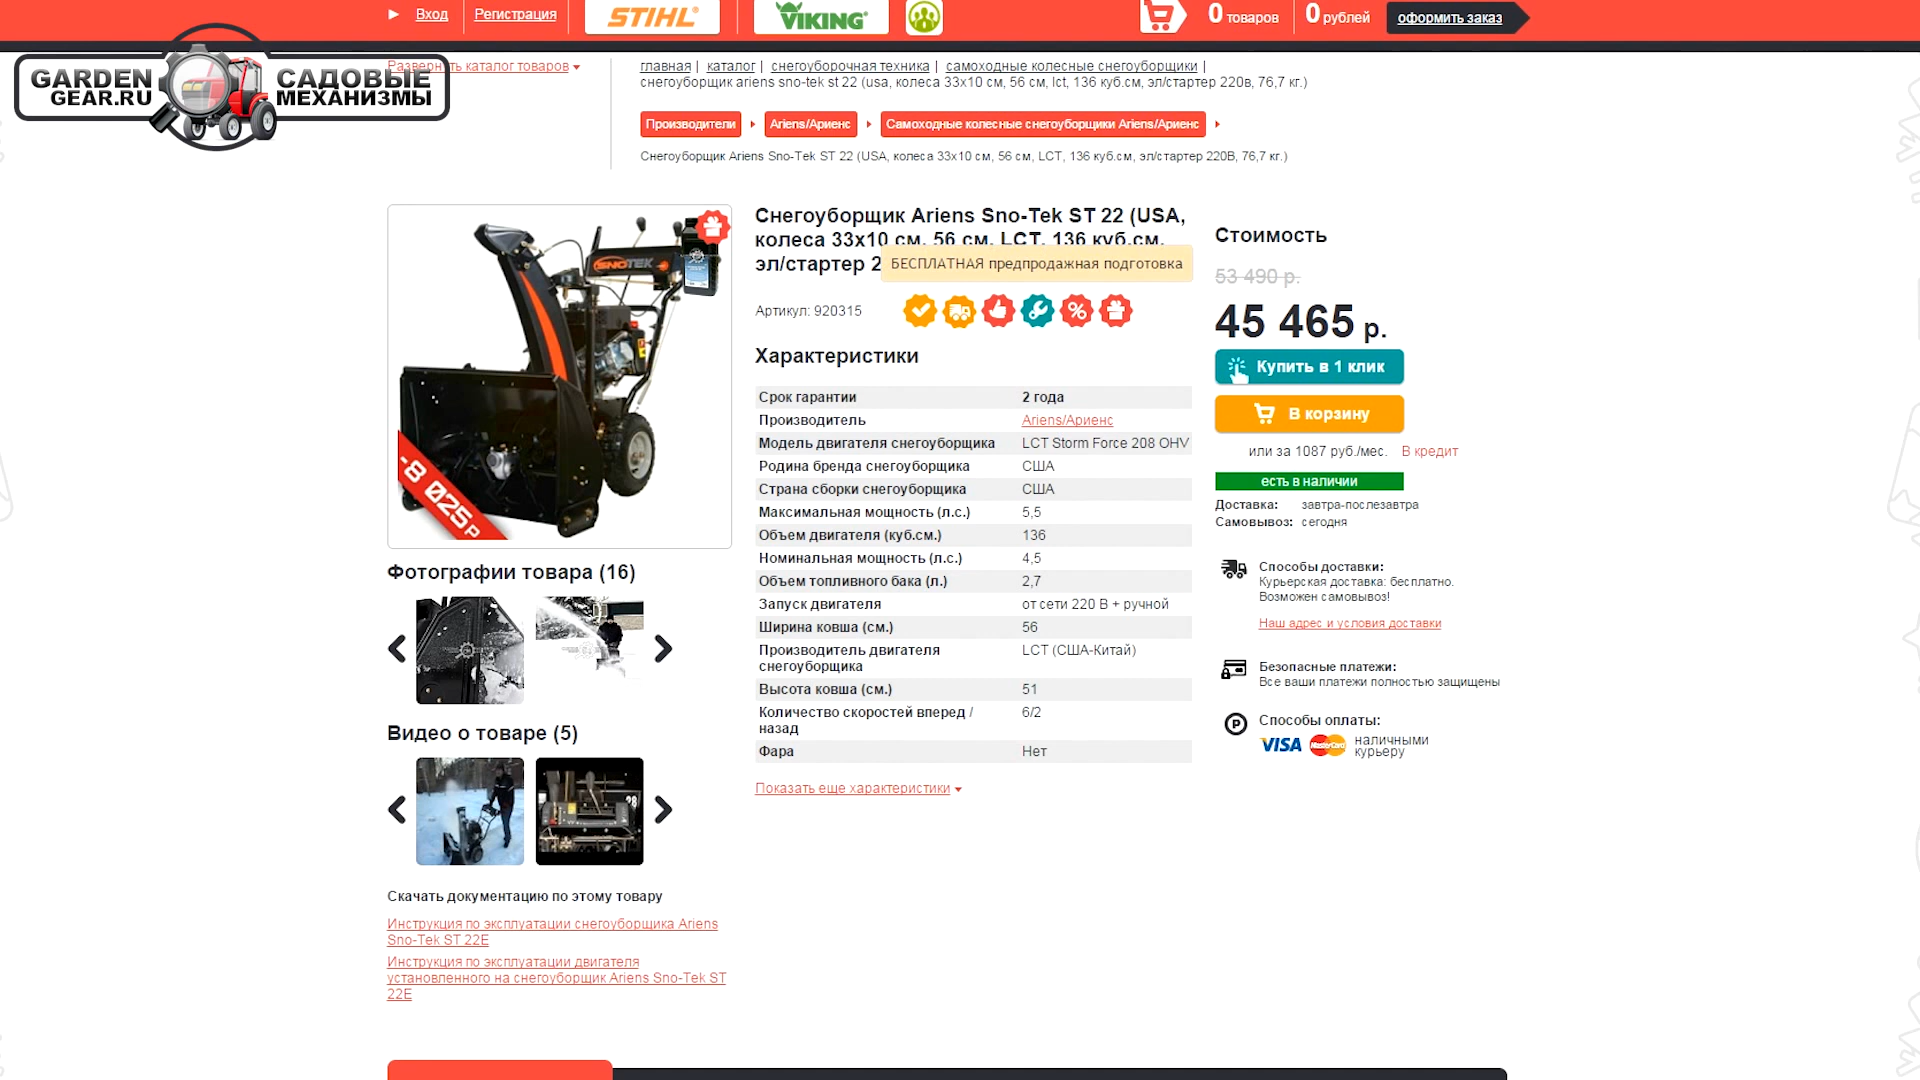 Вход
Регистрация
STIHL®
VIKING®
0 товаров
0 рублей
оформить заказ
GARDEN
GEAR.RU
САДОВЫЕ
МЕХАНИЗМЫ
Развернуть каталог товаров
главная | каталог | снегоуборочная техника | самоходные колесные снегоуборщики |
снегоуборщик ariens sno-tek st 22 (usa, колеса 33х10 см, 56 см, lct, 136 куб.см, эл/стартер 220в, 76,7 кг.)
Производители
Ariens/Ариенс
Самоходные колесные снегоуборщики Ariens/Ариенс
Снегоуборщик Ariens Sno-Tek ST 22 (USA, колеса 33х10 см, 56 см, LCT, 136 куб.см, эл/стартер 220В, 76,7 кг.)
SNOTEK
-8 025р
Снегоуборщик Ariens Sno-Tek ST 22 (USA,
колеса 33х10 см, 56 см, LCT, 136 куб.см,
эл/стартер 2
БЕСПЛАТНАЯ предпродажная подготовка
Артикул: 920315
Характеристики
Срок гарантии 2 года
Производитель Ariens/Ариенс
Модель двигателя снегоуборщика LCT Storm Force 208 OHV
Родина бренда снегоуборщика США
Страна сборки снегоуборщика США
Максимальная мощность (л.с.) 5,5
Объем двигателя (куб.см.) 136
Номинальная мощность (л.с.) 4,5
Объем топливного бака (л.) 2,7
Запуск двигателя от сети 220 В + ручной
Ширина ковша (см.) 56
Производитель двигателя LCT (США-Китай)
снегоуборщика
Высота ковша (см.) 51
Количество скоростей вперед / 6/2
назад
Фара Нет
Показать еще характеристики
Стоимость
53 490 р.
45 465 р.
Купить в 1 клик
В корзину
или за 1087 руб./мес. В кредит
есть в наличии
Доставка: завтра-послезавтра
Самовывоз: сегодня
Способы доставки:
Курьерская доставка: бесплатно.
Возможен самовывоз!
Наш адрес и условия доставки
Безопасные платежи:
Все ваши платежи полностью защищены
Способы оплаты:
VISA MasterCard наличными
курьеру
Фотографии товара (16)
Видео о товаре (5)
28
Скачать документацию по этому товару
Инструкция по эксплуатации снегоуборщика Ariens
Sno-Tek ST 22E
Инструкция по эксплуатации двигателя
установленного на снегоуборщик Ariens Sno-Tek ST
22E